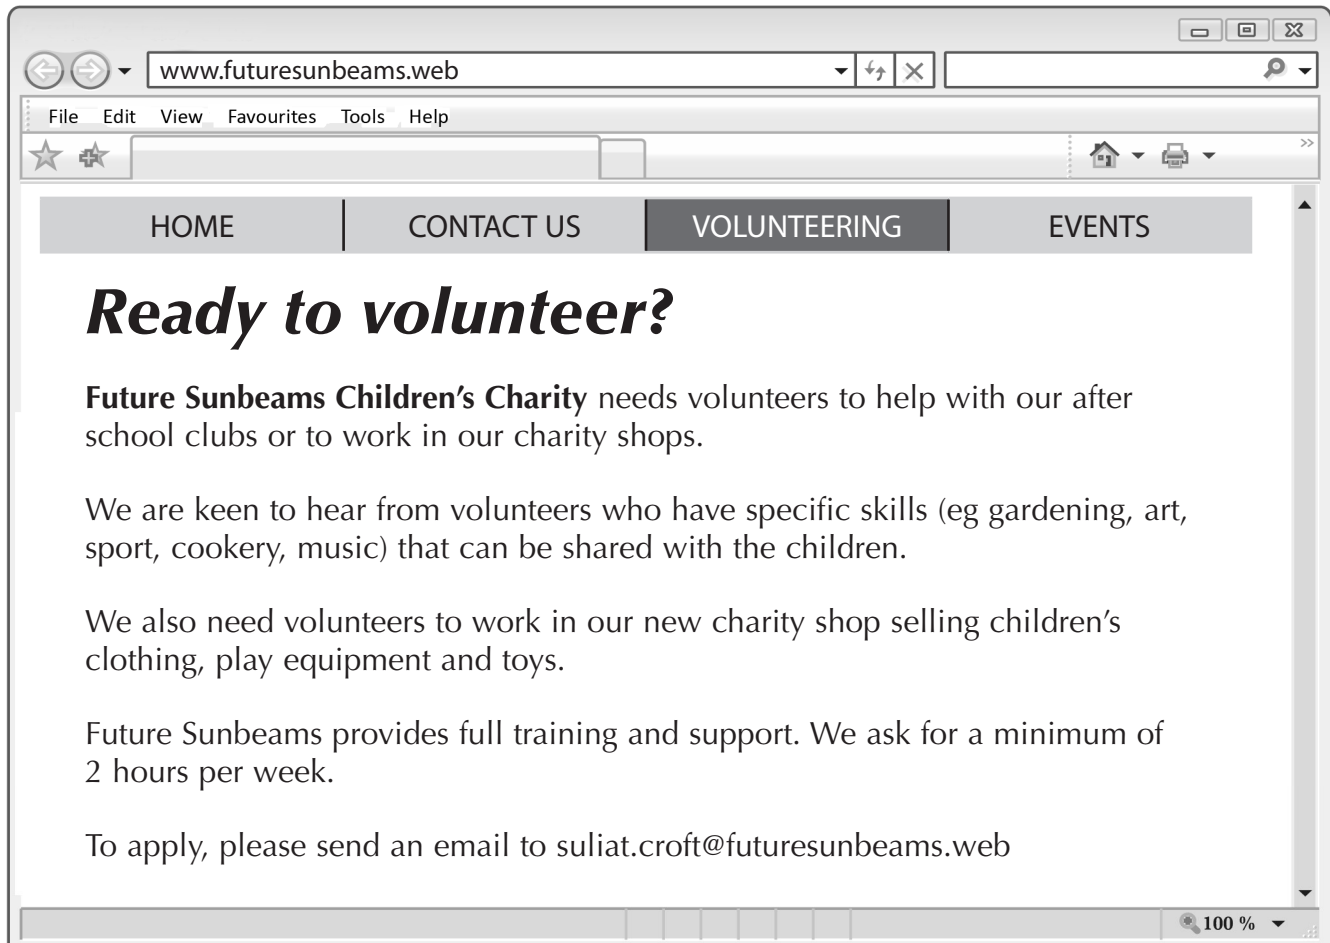 www.futuresunbeams.web
File Edit View Favourites Tools Help
HOME CONTACT US VOLUNTEERING EVENTS
Ready to volunteer?
Future Sunbeams Children's Charity needs volunteers to help with our after
school clubs or to work in our charity shops.
We are keen to hear from volunteers who have specific skills (eg gardening, art,
sport, cookery, music) that can be shared with the children.
We also need volunteers to work in our new charity shop selling children's
clothing, play equipment and toys.
Future Sunbeams provides full training and support. We ask for a minimum of
2 hours per week.
To apply, please send an email to suliat.croft@futuresunbeams.web
100 %